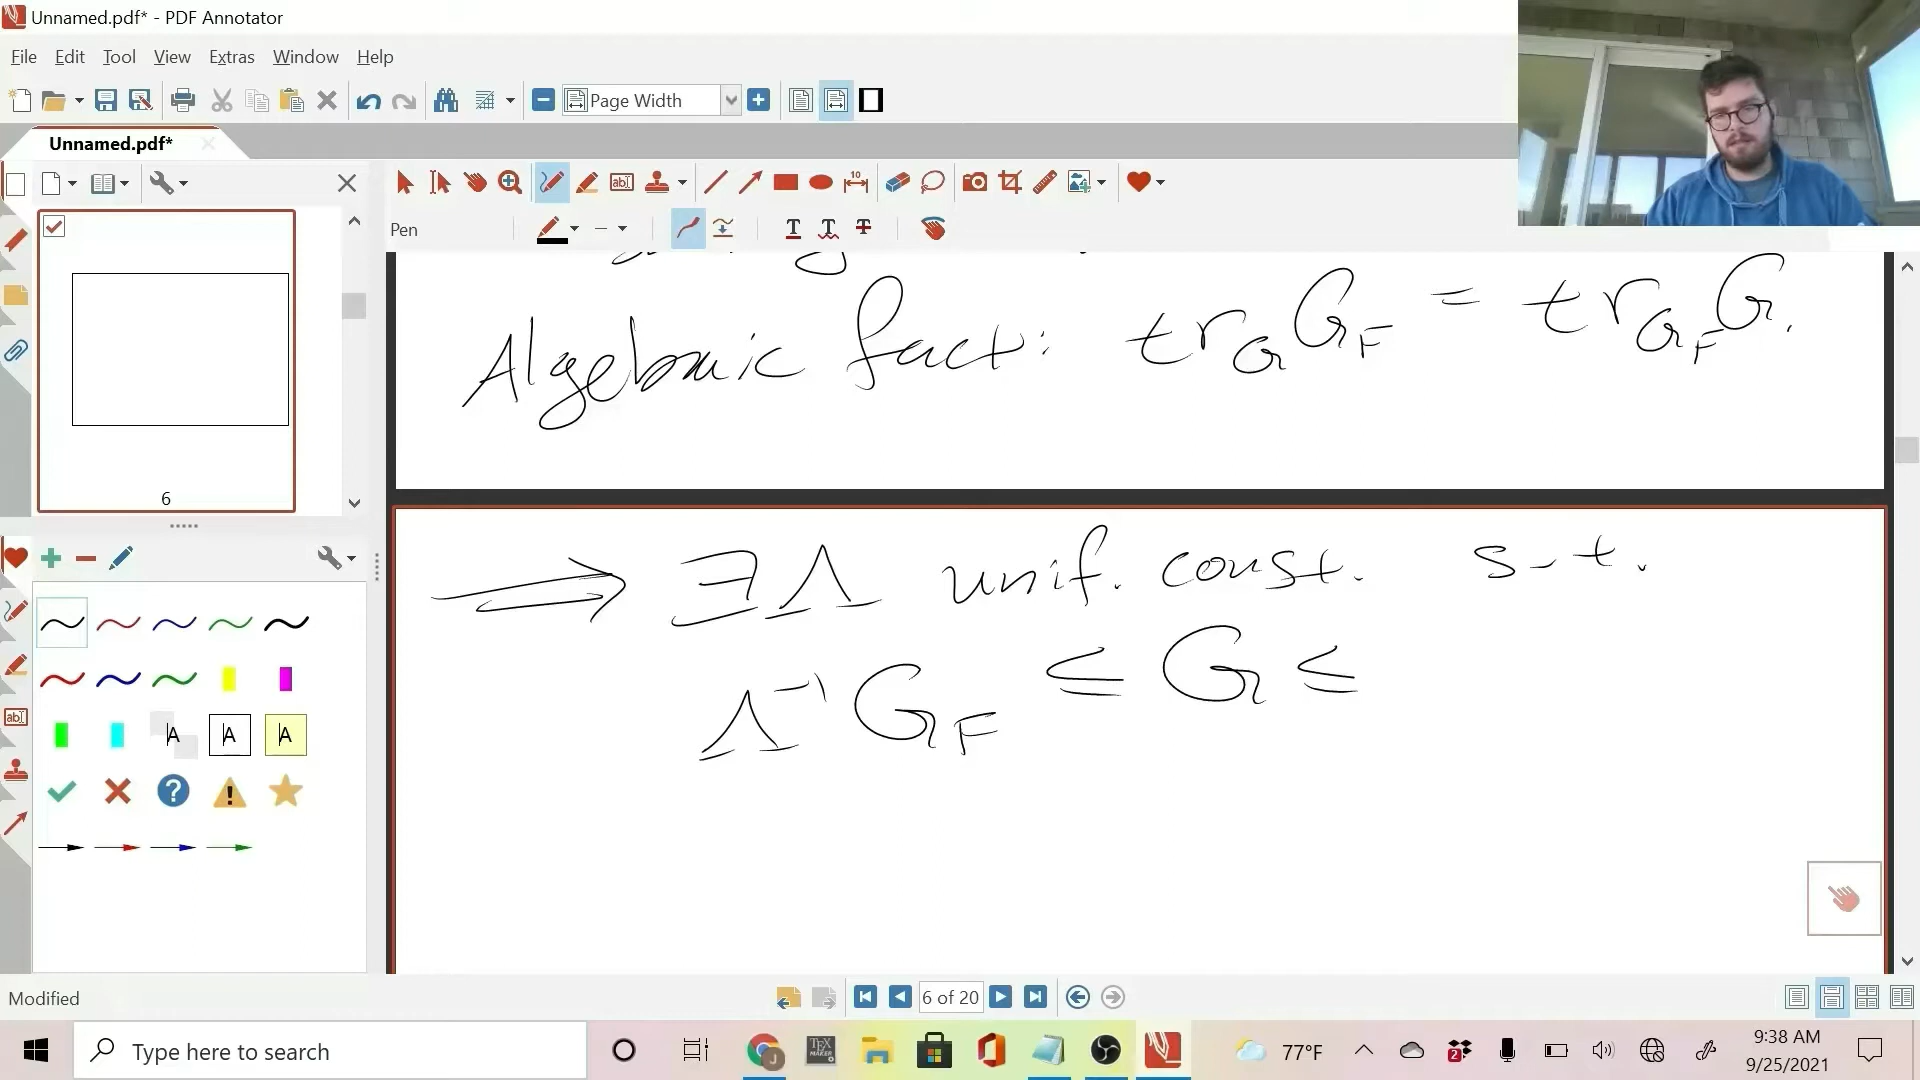 Unnamed.pdf* - PDF Annotator
File Edit Tool View Extras Window Help
Page Width
Unnamed.pdf*
Pen
6
Algebraic fact: tr_G G_F = tr_{G_F} G.
⟹ ∃ Λ unif. const. s.t.
Λ⁻¹ G_F ≤ G ≤
Modified
6 of 20
Type here to search
77°F
9:38 AM
9/25/2021